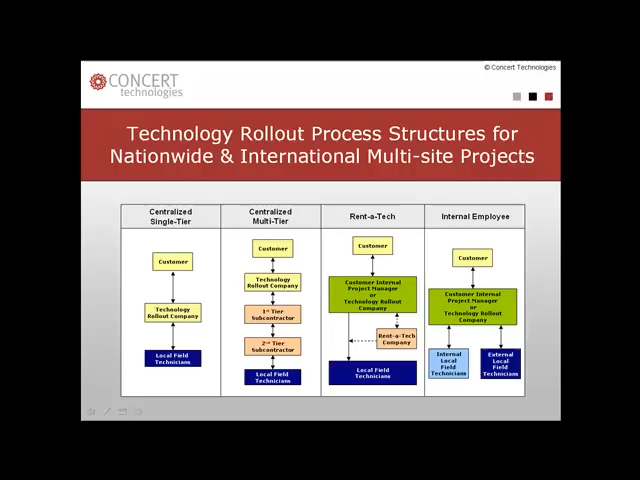 © Concert Technologies
CONCERT
technologies
Technology Rollout Process Structures for
Nationwide & International Multi-site Projects
Centralized
Single-Tier
Customer
Technology
Rollout Company
Local Field
Technicians
Centralized
Multi-Tier
Customer
Technology
Rollout Company
1st Tier
Subcontractor
2nd Tier
Subcontractor
Local Field
Technicians
Rent-a-Tech
Customer
Customer Internal
Project Manager
or
Technology Rollout
Company
Rent-a-Tech
Company
Local Field
Technicians
Internal Employee
Customer
Customer Internal
Project Manager
or
Technology Rollout
Company
Internal
Local
Field
Technicians
External
Local
Field
Technicians